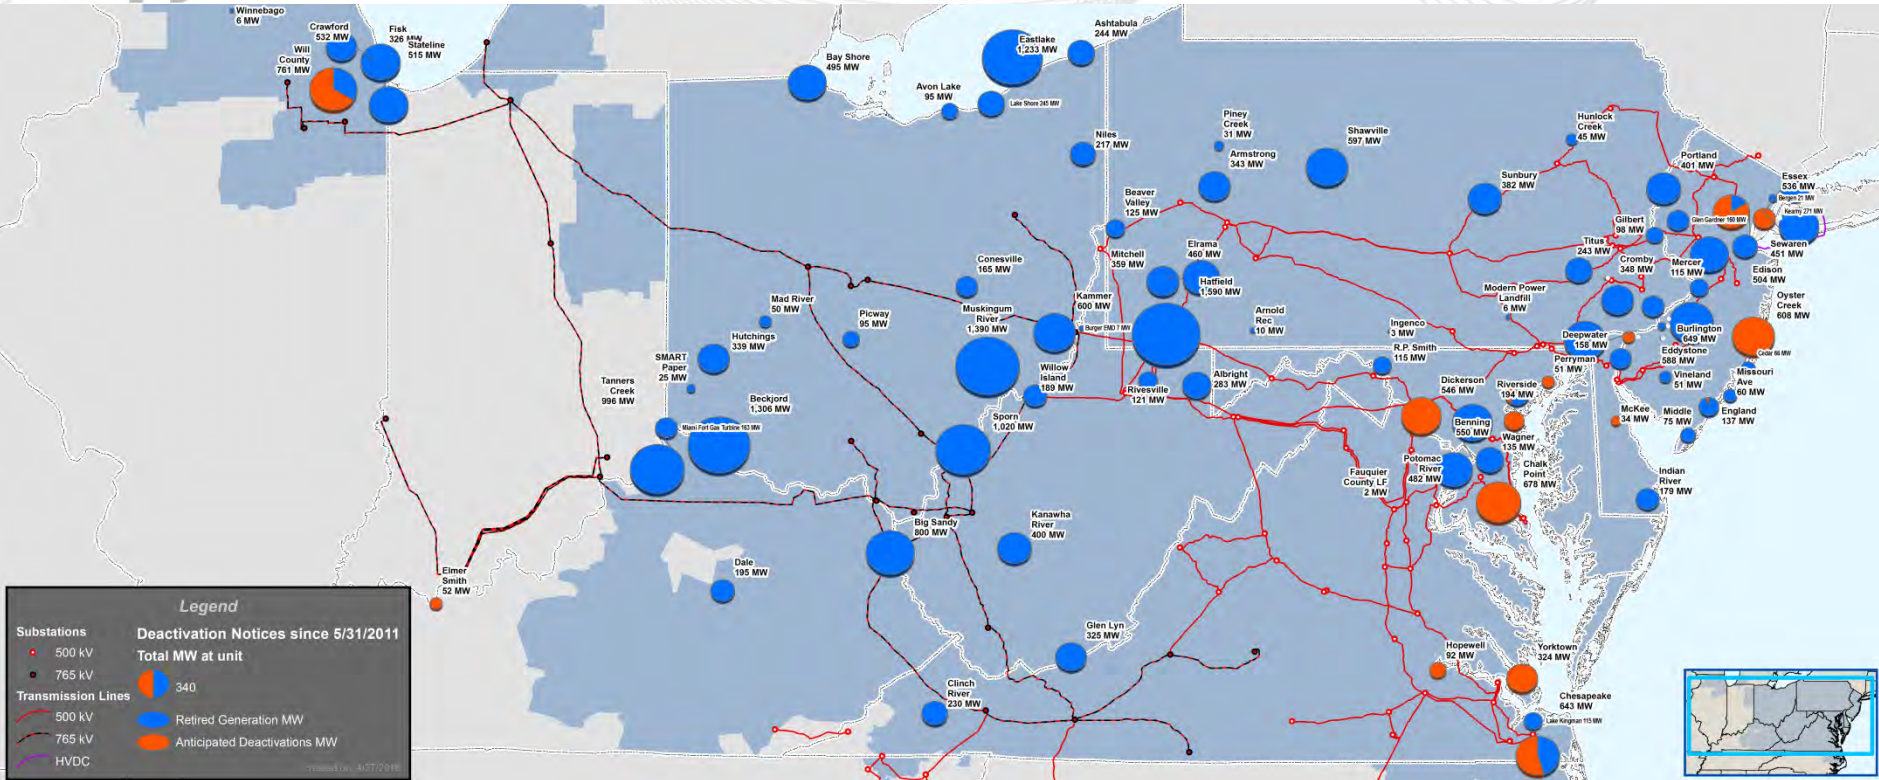 Winnebago
6 MW
Crawford
532 MW
Fisk
326 MW
Stateline
515 MW
Will
County
761 MW
Bay Shore
495 MW
Eastlake
1,233 MW
Ashtabula
244 MW
Avon Lake
95 MW
Lake Shore 245 MW
Niles
217 MW
Piney
Creek
31 MW
Armstrong
343 MW
Shawville
597 MW
Hunlock
Creek
45 MW
Portland
401 MW
Essex
536 MW
Bergen 21 MW
Kearny 271 MW
Sunbury
382 MW
Beaver
Valley
125 MW
Gilbert
98 MW
Glen Gardner 160 MW
Titus
243 MW
Sewaren
451 MW
Mitchell
359 MW
Elrama
460 MW
Hatfield
1,590 MW
Cromby
348 MW
Mercer
115 MW
Edison
504 MW
Conesville
165 MW
Mad River
50 MW
Picway
95 MW
Muskingum
River
1,390 MW
Kammer
600 MW
Burger EMD 7 MW
Arnold
Rec
10 MW
Ingenco
3 MW
Modern Power
Landfill
6 MW
Oyster
Creek
608 MW
Hutchings
339 MW
SMART
Paper
25 MW
Tanners
Creek
996 MW
Beckjord
1,306 MW
Miami Fort Gas Turbine 163 MW
Willow
Island
189 MW
Rivesville
121 MW
Albright
283 MW
R.P. Smith
115 MW
Deepwater
158 MW
Burlington
649 MW
Eddystone
588 MW
Cedar 66 MW
Perryman
51 MW
Dickerson
546 MW
Riverside
194 MW
Vineland
51 MW
Missouri
Ave
60 MW
Sporn
1,020 MW
Benning
550 MW
Wagner
135 MW
McKee
34 MW
Middle
75 MW
England
137 MW
Potomac
River
482 MW
Chalk
Point
678 MW
Fauquier
County LF
2 MW
Indian
River
179 MW
Big Sandy
800 MW
Kanawha
River
400 MW
Dale
195 MW
Elmer
Smith
52 MW
Glen Lyn
325 MW
Hopewell
92 MW
Yorktown
324 MW
Clinch
River
230 MW
Chesapeake
643 MW
Lake Kingman 115 MW
Legend
Substations
500 kV
765 kV
Transmission Lines
500 kV
765 kV
HVDC
Deactivation Notices since 5/31/2011
Total MW at unit
340
Retired Generation MW
Anticipated Deactivations MW